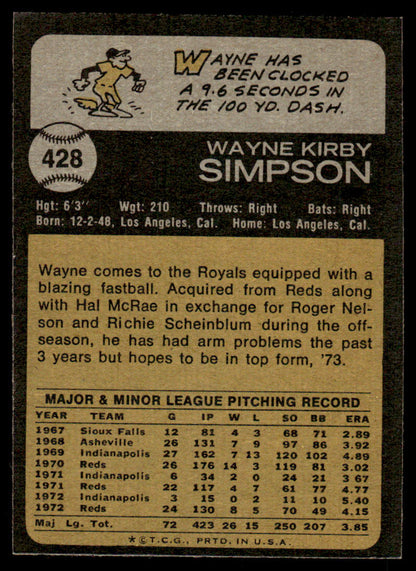 WAYNE HAS
BEEN CLOCKED
A 9.6 SECONDS IN
THE 100 YD. DASH.
428
WAYNE KIRBY
SIMPSON
Hgt: 6'3" Wgt: 210 Throws: Right Bats: Right
Born: 12-2-48, Los Angeles, Cal. Home: Los Angeles, Cal.
Wayne comes to the Royals equipped with a
blazing fastball. Acquired from Reds along
with Hal McRae in exchange for Roger Nel-
son and Richie Scheinblum during the off-
season, he has had arm problems the past
3 years but hopes to be in top form, '73.
MAJOR & MINOR LEAGUE PITCHING RECORD
YEAR TEAM G IP W L SO BB ERA
1967 Sioux Falls 12 81 4 3 68 71 2.89
1968 Asheville 26 131 7 9 97 86 3.92
1969 Indianapolis 27 162 7 13 120 102 4.89
1970 Reds 26 176 14 3 119 81 3.02
1971 Indianapolis 6 34 2 0 24 21 3.67
1971 Reds 22 117 4 7 61 77 4.77
1972 Indianapolis 3 15 0 2 11 10 5.40
1972 Reds 24 130 8 5 70 49 4.15
Maj Lg. Tot. 72 423 26 15 250 207 3.85
*©T.C.G., PRTD. IN U.S.A.